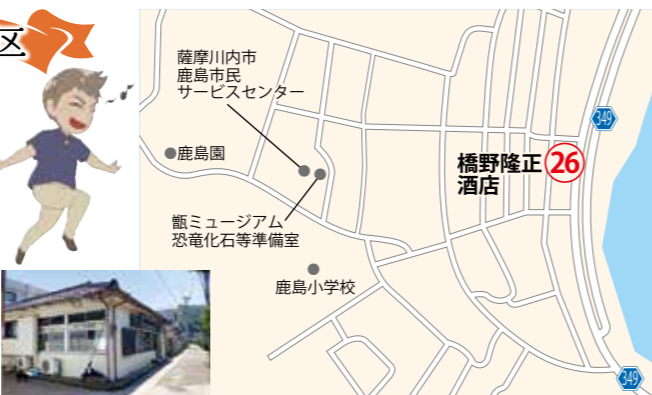 区
薩摩川内市
鹿島市民
サービスセンター
349
鹿島園
橋野隆正
酒店
26
甑ミュージアム
恐竜化石等準備室
鹿島小学校
349